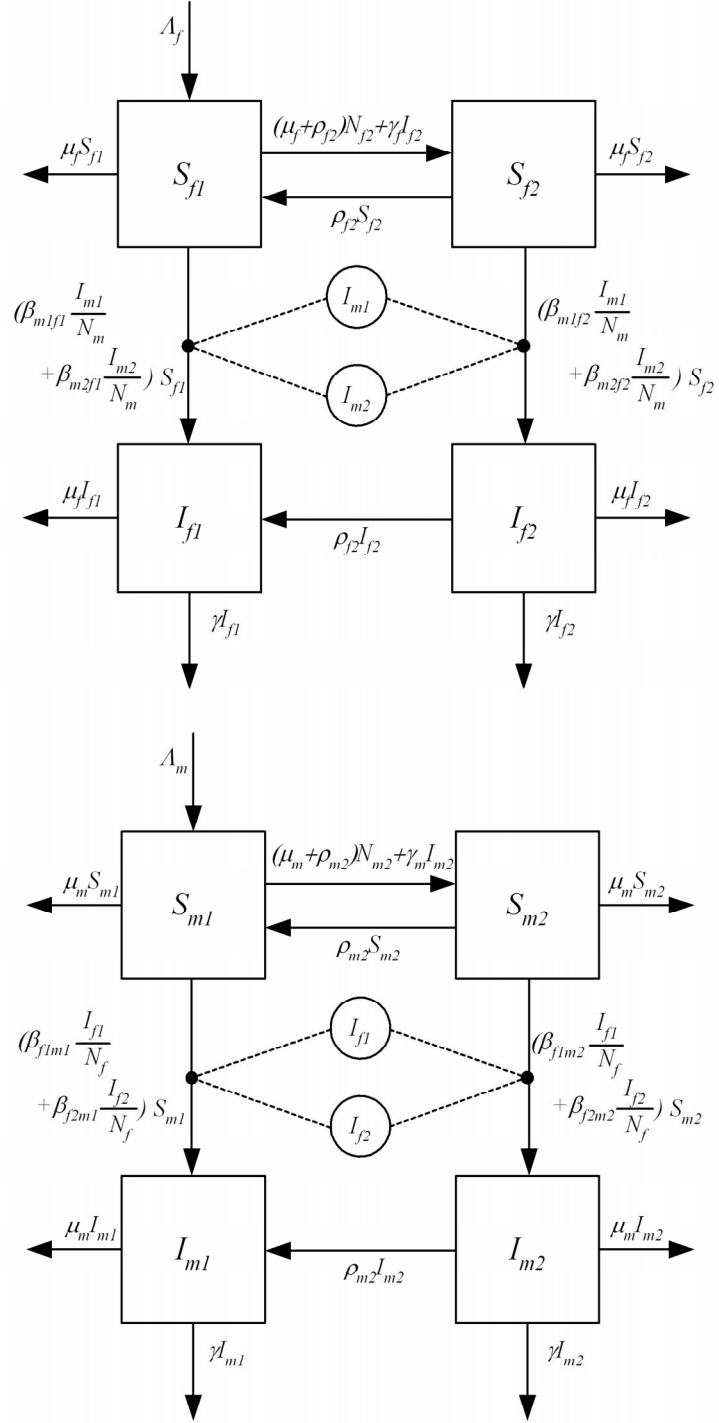 Λ_f
(μ_f+ρ_f2)N_f2+γ_f I_f2
μ_f S_f1
S_f1
S_f2
μ_f S_f2
ρ_f2 S_f2
(β_m1f1 I_m1/N_m
+β_m2f1 I_m2/N_m) S_f1
I_m1
I_m2
(β_m1f2 I_m1/N_m
+β_m2f2 I_m2/N_m) S_f2
μ_f I_f1
I_f1
I_f2
μ_f I_f2
ρ_f2 I_f2
γI_f1
γI_f2
Λ_m
(μ_m+ρ_m2)N_m2+γ_m I_m2
μ_m S_m1
S_m1
S_m2
μ_m S_m2
ρ_m2 S_m2
(β_f1m1 I_f1/N_f
+β_f2m1 I_f2/N_f) S_m1
I_f1
I_f2
(β_f1m2 I_f1/N_f
+β_f2m2 I_f2/N_f) S_m2
μ_m I_m1
I_m1
I_m2
μ_m I_m2
ρ_m2 I_m2
γI_m1
γI_m2